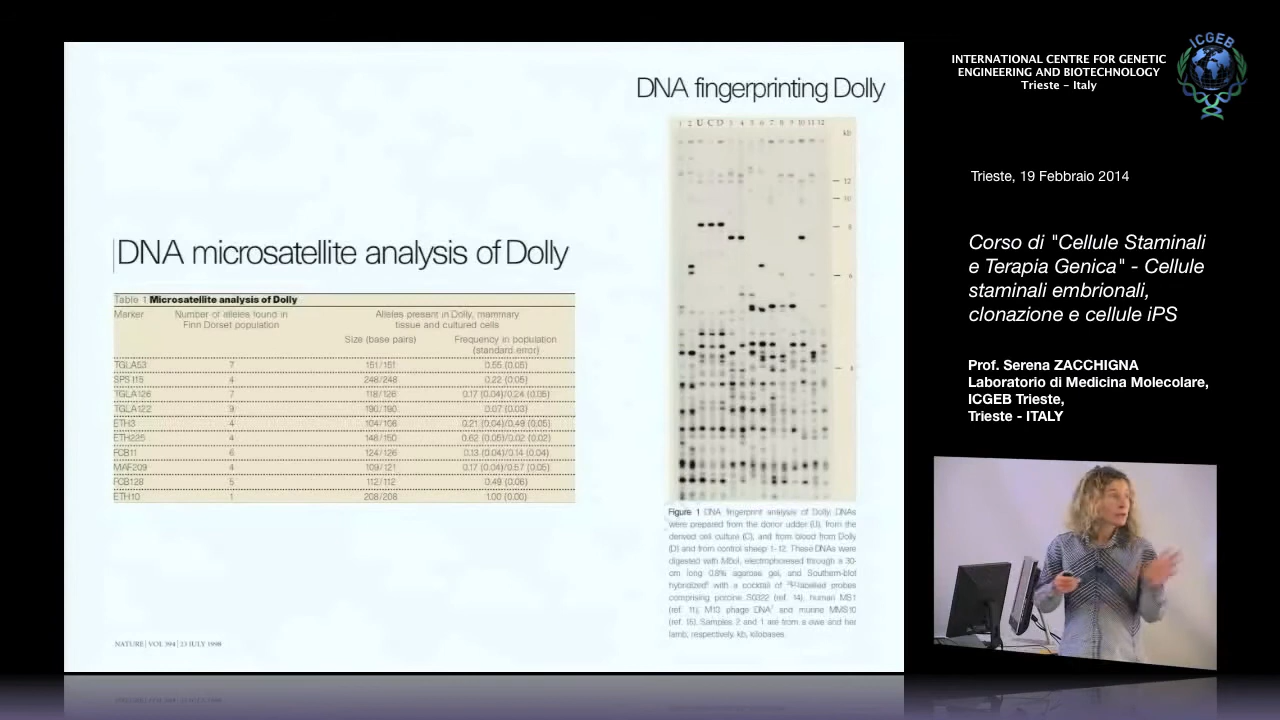 DNA fingerprinting Dolly
1 2 U C D 3 4 5 6 7 8 9 10 11 12
kb
12
10
8
6
4
DNA microsatellite analysis of Dolly
Table 1 Microsatellite analysis of Dolly
Marker Number of alleles found in Finn Dorset population Alleles present in Dolly, mammary tissue and cultured cells
Size (base pairs) Frequency in population (standard error)
TGLA53 7 151/151 0.55 (0.05)
SPS115 4 248/248 0.22 (0.05)
TGLA126 7 118/126 0.17 (0.04)/0.24 (0.05)
TGLA122 9 190/190 0.07 (0.03)
ETH3 4 104/106 0.21 (0.04)/0.49 (0.05)
ETH225 4 148/150 0.62 (0.05)/0.02 (0.02)
FCB11 6 124/126 0.13 (0.04)/0.14 (0.04)
MAF209 4 109/121 0.17 (0.04)/0.57 (0.05)
FCB128 5 112/112 0.49 (0.06)
ETH10 1 208/208 1.00 (0.00)
Figure 1 DNA fingerprint analysis of Dolly. DNAs
were prepared from the donor udder (U), from the
derived cell culture (C), and from blood from Dolly
(D) and from control sheep 1-12. These DNAs were
digested with MboI, electrophoresed through a 30-
cm long 0.8% agarose gel, and Southern-blot
hybridized with a cocktail of ³²P-labelled probes
comprising porcine S0322 (ref. 14), human MS1
(ref. 11), M13 phage DNA and murine MMS10
(ref. 15). Samples 2 and 1 are from a ewe and her
lamb, respectively. kb, kilobases.
NATURE | VOL 394 | 23 JULY 1998
INTERNATIONAL CENTRE FOR GENETIC
ENGINEERING AND BIOTECHNOLOGY
Trieste – Italy
ICGEB
Trieste, 19 Febbraio 2014
Corso di "Cellule Staminali
e Terapia Genica" - Cellule
staminali embrionali,
clonazione e cellule iPS
Prof. Serena ZACCHIGNA
Laboratorio di Medicina Molecolare,
ICGEB Trieste,
Trieste - ITALY